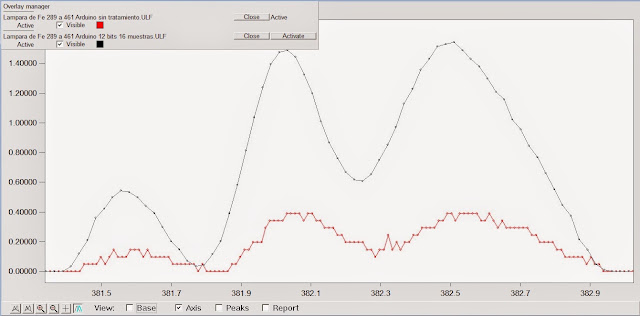 Overlay manager
Lampara de Fe 289 a 461 Arduino sin tratamiento.ULF Close Active
Active Visible
Lampara de Fe 289 a 461 Arduino 12 bits 16 muestras.ULF
Active Visible Close Activate
1.40000
1.20000
1.00000
0.80000
0.60000
0.40000
0.20000
0.00000
381.5 381.7 381.9 382.1 382.3 382.5 382.7 382.9
View: Base Axis Peaks Report